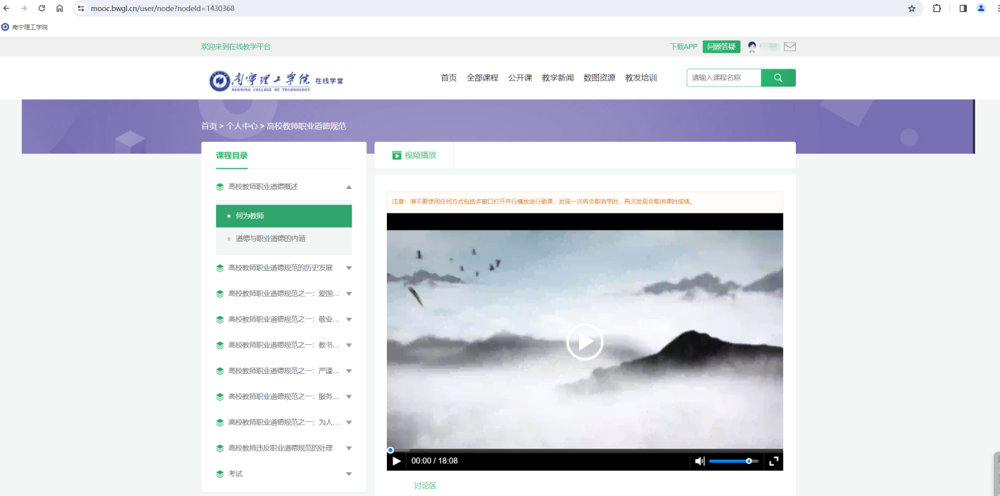 mooc.bwgl.cn/user/node?nodeId=1430368
南宁理工学院
欢迎来到在线教学平台
下载APP 问题答疑
南宁理工学院 在线学堂
NANNING COLLEGE OF TECHNOLOGY
首页 全部课程 公开课 教学新闻 数图资源 教发培训
请输入课程名称
首页 > 个人中心 > 高校教师职业道德规范
课程目录
高校教师职业道德概述
何为教师
道德与职业道德的内涵
高校教师职业道德规范的历史发展
高校教师职业道德规范之一：爱国...
高校教师职业道德规范之一：敬业...
高校教师职业道德规范之一：教书...
高校教师职业道德规范之一：严谨...
高校教师职业道德规范之一：服务...
高校教师职业道德规范之一：为人...
高校教师违反职业道德规范的处理
考试
视频播放
注意：请不要使用任何方式包括多窗口打开并行播放进行刷课，发现一次将会取消学时，再次发现会取消课时成绩。
00:00 / 18:08
讨论区